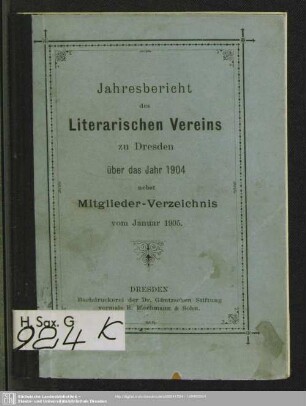 Jahresbericht
des
Literarischen Vereins
zu Dresden
über das Jahr 1904
nebst
Mitglieder-Verzeichnis
vom Januar 1905.
DRESDEN
Buchdruckerei der Dr. Güntzschen Stiftung
vormals E. Blochmann & Sohn.
H. Sax. G
984 K